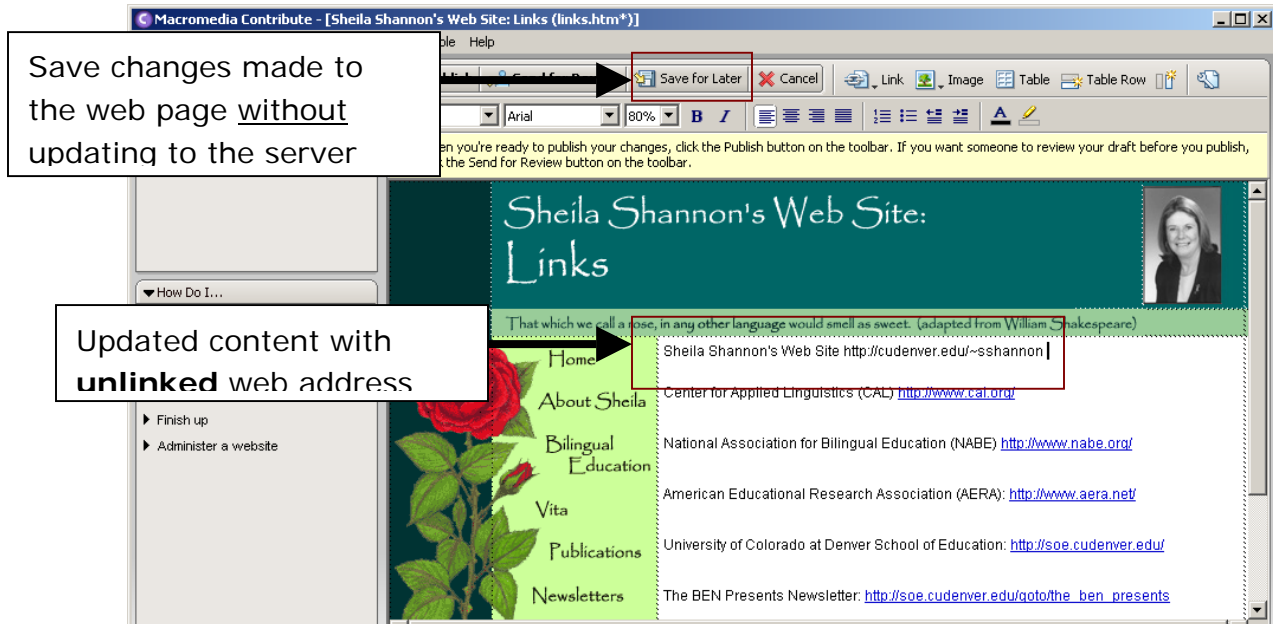 Macromedia Contribute - [Sheila Shannon's Web Site: Links (links.htm*)]
Help
Save for Later Cancel Link Image Table Table Row
Arial 80% B I A
Save changes made to
the web page without
updating to the server
you're ready to publish your changes, click the Publish button on the toolbar. If you want someone to review your draft before you publish,
the Send for Review button on the toolbar.
Sheila Shannon's Web Site:
Links
How Do I...
That which we call a rose, in any other language would smell as sweet. (adapted from William Shakespeare)
Updated content with
unlinked web address
Finish up
Administer a website
Home
About Sheila
Bilingual
Education
Vita
Publications
Newsletters
Sheila Shannon's Web Site http://cudenver.edu/~sshannon
Center for Applied Linguistics (CAL) http://www.cal.org/
National Association for Bilingual Education (NABE) http://www.nabe.org/
American Educational Research Association (AERA): http://www.aera.net/
University of Colorado at Denver School of Education: http://soe.cudenver.edu/
The BEN Presents Newsletter: http://soe.cudenver.edu/goto/the_ben_presents